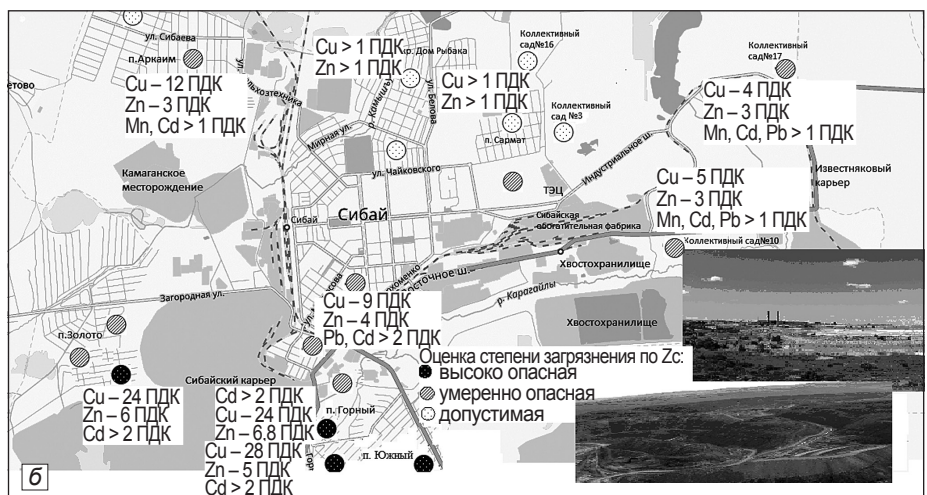 ул. Сибаева
п.Аркаим
Cu – 12 ПДК
Zn – 3 ПДК
Mn, Cd > 1 ПДК
Cu > 1 ПДК
Zn > 1 ПДК
р. Камышлы
ул. Белова
Cu > 1 ПДК
Zn > 1 ПДК
Коллективный
сад№16
Коллективный
сад №3
Коллективный
сад№17
Cu – 4 ПДК
Zn – 3 ПДК
Mn, Cd, Pb > 1 ПДК
Мирная ул.
ул. Чайковского
п. Сармат
Индустриальное ш.
ТЭЦ
Известняковый
карьер
Камаганское
месторождение
Сибай
Сибай
Cu – 5 ПДК
Zn – 3 ПДК
Mn, Cd, Pb > 1 ПДК
Сибайская
обогатительная фабрика
Коллективный сад№10
Хвостохранилище
р. Карагайлы
Хвостохранилище
Загородная ул.
п.Золото
Cu – 9 ПДК
Zn – 4 ПДК
Pb, Cd > 2 ПДК
Сибайский карьер
Cu – 24 ПДК
Zn – 6 ПДК
Cd > 2 ПДК
Cd > 2 ПДК
Cu – 24 ПДК
Zn – 6.8 ПДК
Cu – 28 ПДК
Zn – 5 ПДК
Cd > 2 ПДК
п. Горный
п. Южный
Оценка степени загрязнения по Zc:
высоко опасная
умеренно опасная
допустимая
б